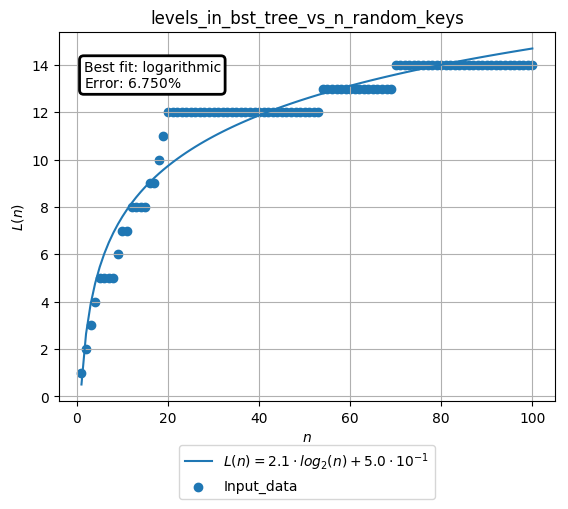 levels_in_bst_tree_vs_n_random_keys
Best fit: logarithmic
Error: 6.750%
14
12
10
8
6
4
2
0
L(n)
0 20 40 60 80 100
n
L(n) = 2.1 · log₂(n) + 5.0 · 10⁻¹
Input_data